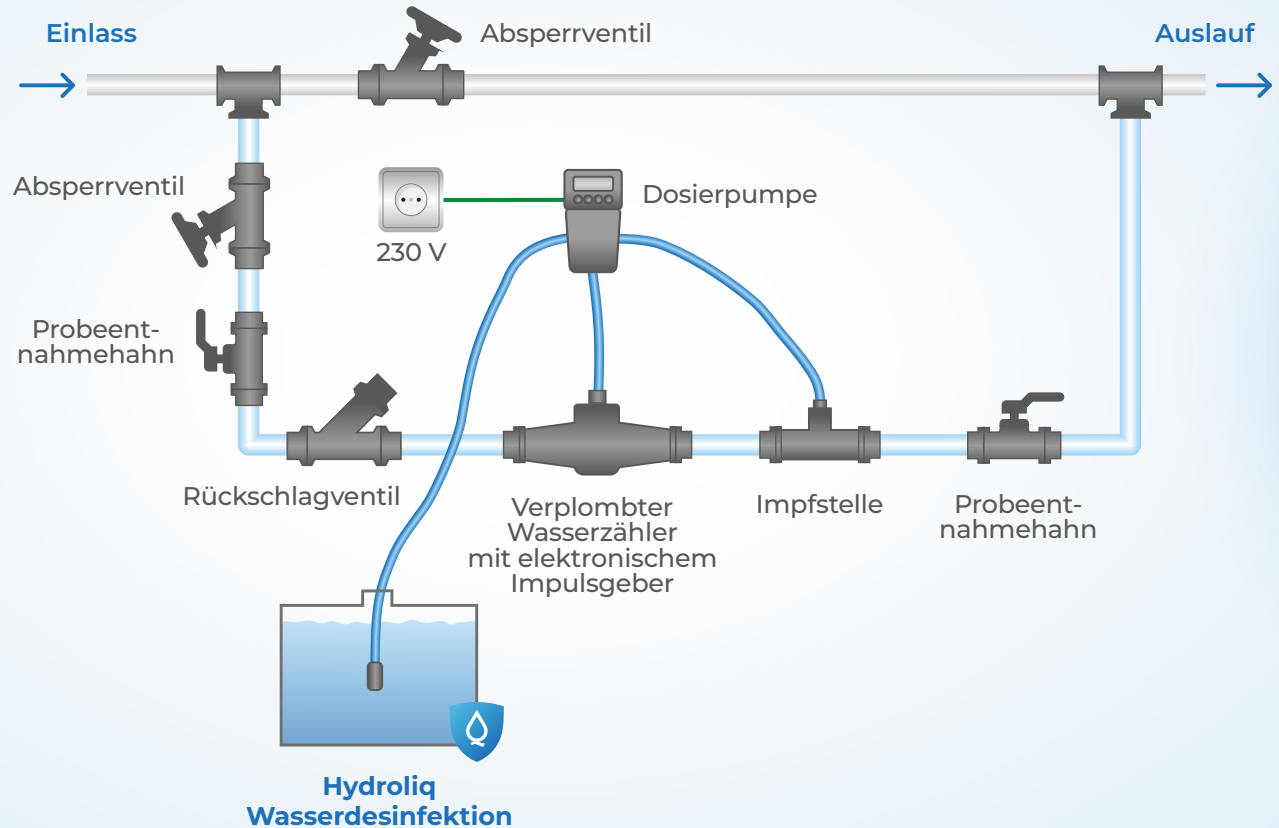 Einlass
Absperrventil
Auslauf
Absperrventil
Dosierpumpe
230 V
Probeent-
nahmehahn
Rückschlagventil
Verplombter
Wasserzähler
mit elektronischem
Impulsgeber
Impfstelle
Probeent-
nahmehahn
Hydroliq
Wasserdesinfektion